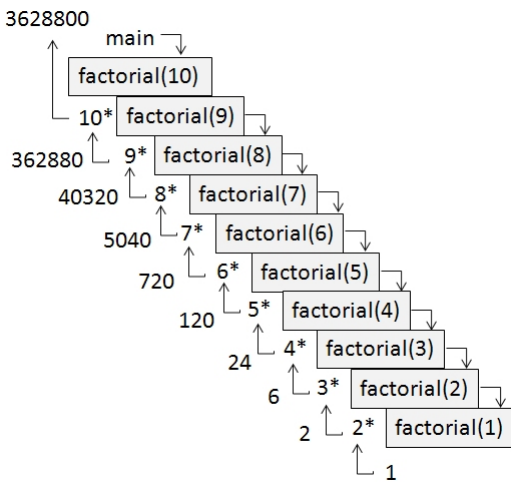 3628800
main
factorial(10)
10* factorial(9)
362880 9* factorial(8)
40320 8* factorial(7)
5040 7* factorial(6)
720 6* factorial(5)
120 5* factorial(4)
24 4* factorial(3)
6 3* factorial(2)
2 2* factorial(1)
1